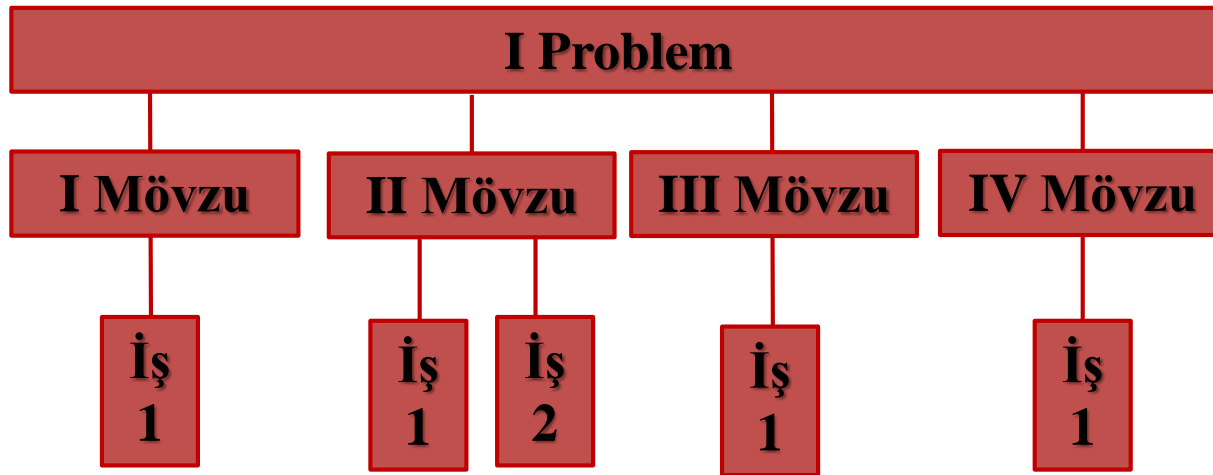 I Problem
I Mövzu
II Mövzu
III Mövzu
IV Mövzu
İş
1
İş
1
İş
2
İş
1
İş
1